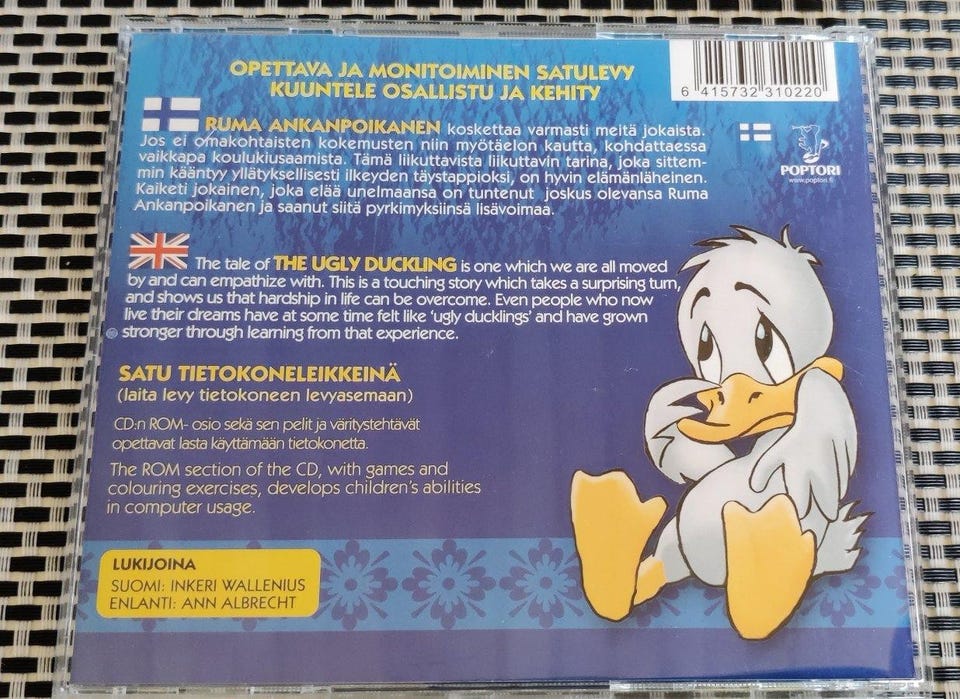 OPETTAVA JA MONITOIMINEN SATULEVY
KUUNTELE OSALLISTU JA KEHITY
6 415732 310220
RUMA ANKANPOIKANEN koskettaa varmasti meitä jokaista.
Jos ei omakohtaisten kokemusten niin myötäelon kautta, kohdattaessa
vaikkapa koulukiusaamista. Tämä liikuttavista liikuttavin tarina, joka sittem-
min kääntyy yllätyksellisesti ilkeyden täystappioksi, on hyvin elämänläheinen.
Kaiketi jokainen, joka elää unelmaansa on tuntenut joskus olevansa Ruma
Ankanpoikanen ja saanut siitä pyrkimyksiinsä lisävoimaa.
POPTORI
www.poptori.fi
The tale of THE UGLY DUCKLING is one which we are all moved
by and can empathize with. This is a touching story which takes a surprising turn,
and shows us that hardship in life can be overcome. Even people who now
live their dreams have at some time felt like 'ugly ducklings' and have grown
stronger through learning from that experience.
SATU TIETOKONELEIKKEINÄ
(laita levy tietokoneen levyasemaan)
CD:n ROM- osio sekä sen pelit ja väritystehtävät
opettavat lasta käyttämään tietokonetta.
The ROM section of the CD, with games and
colouring exercises, develops children's abilities
in computer usage.
LUKIJOINA
SUOMI: INKERI WALLENIUS
ENLANTI: ANN ALBRECHT